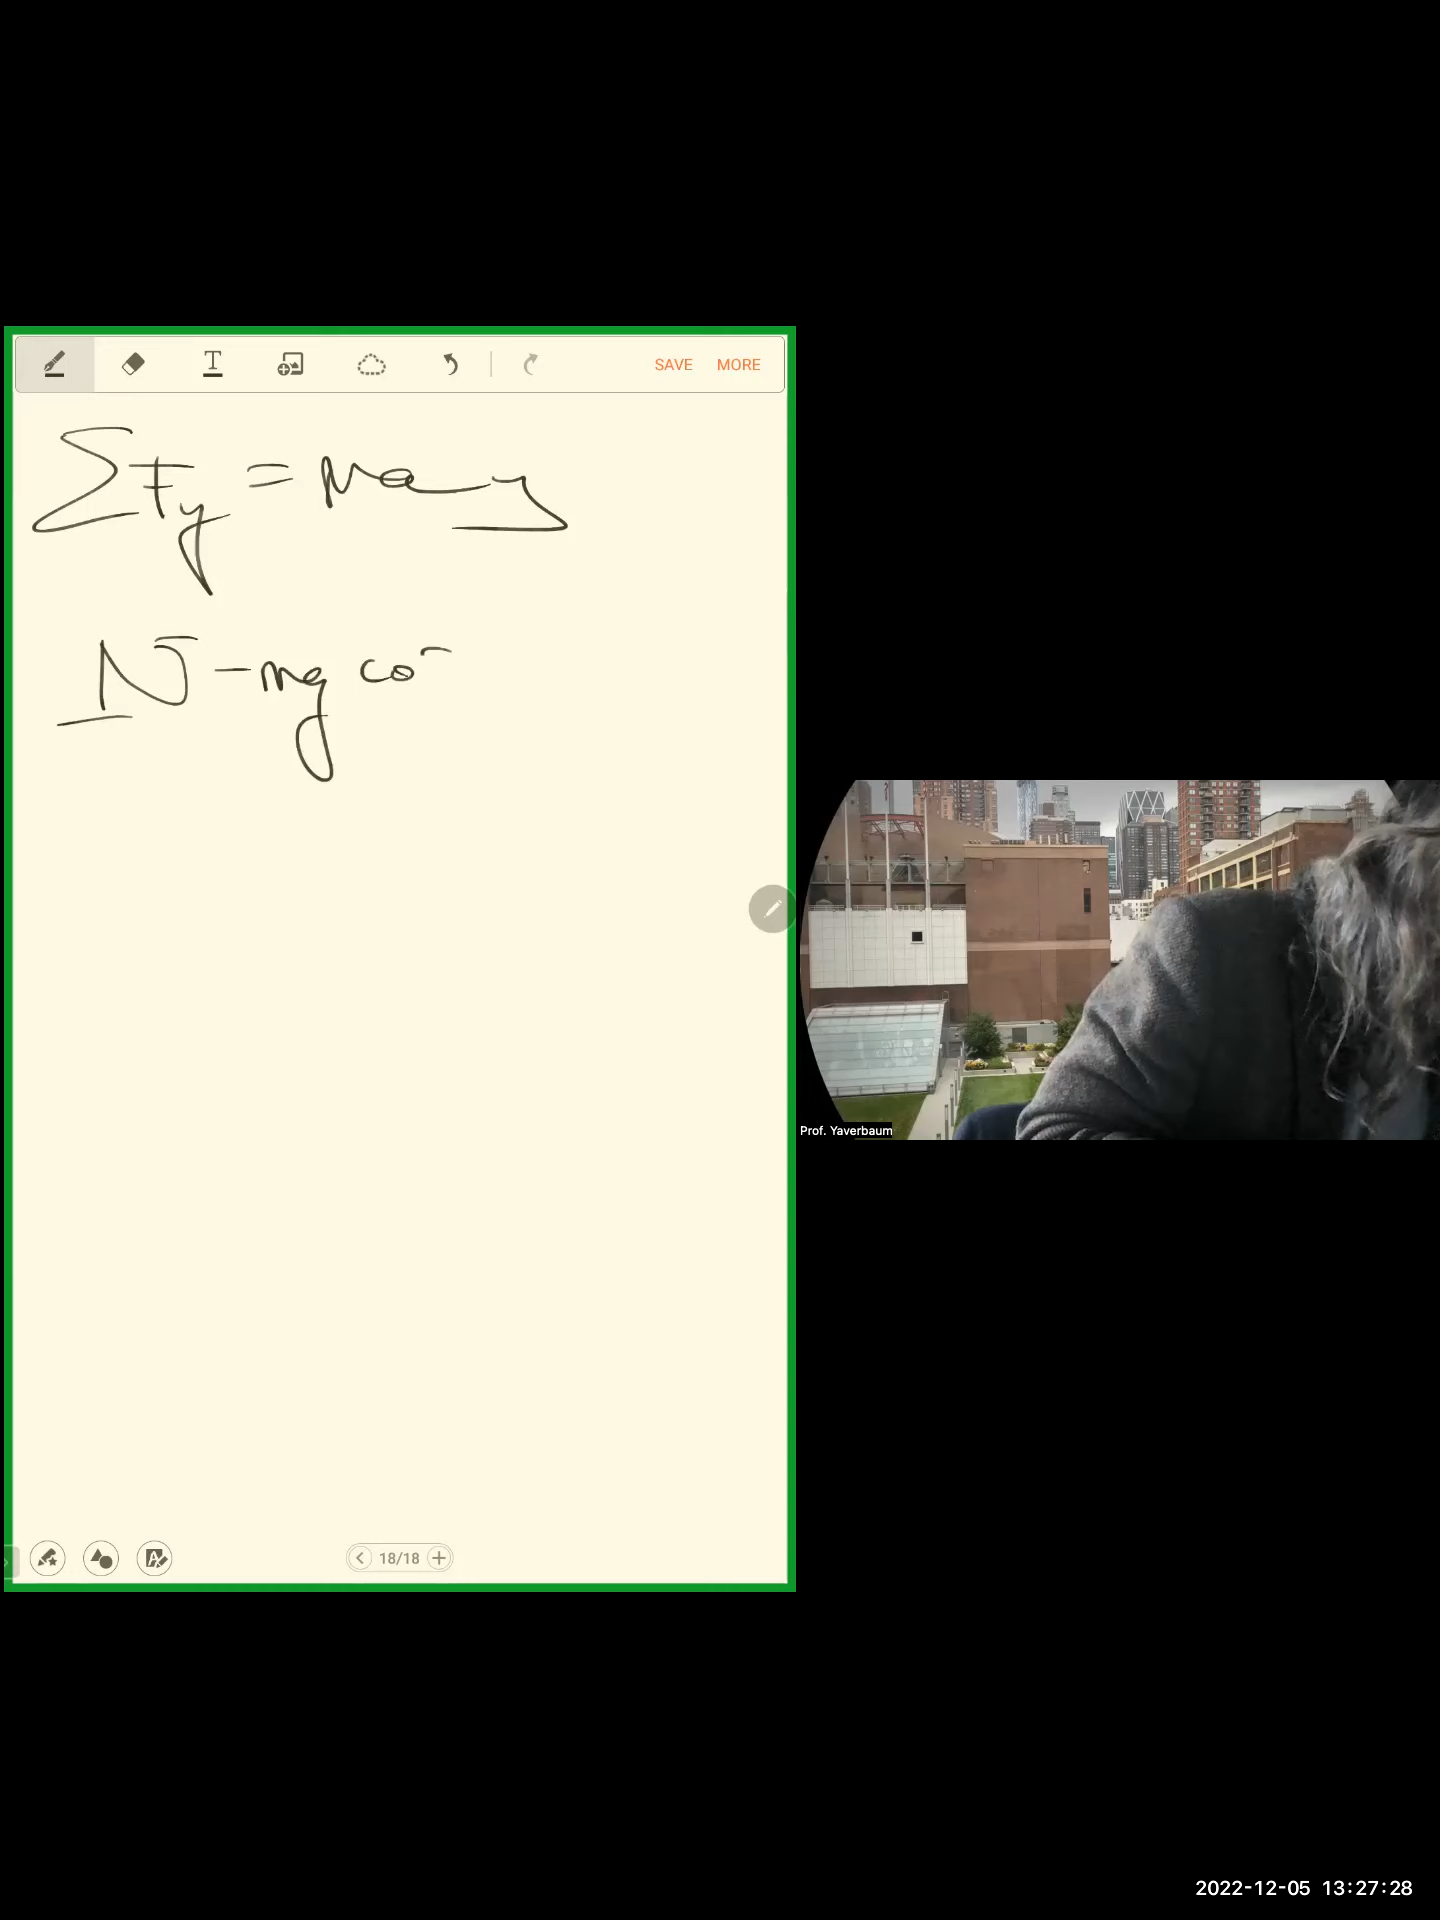 SAVE MORE
ΣFy = may
N - mg co
18/18
Prof. Yaverbaum
2022-12-05 13:27:28